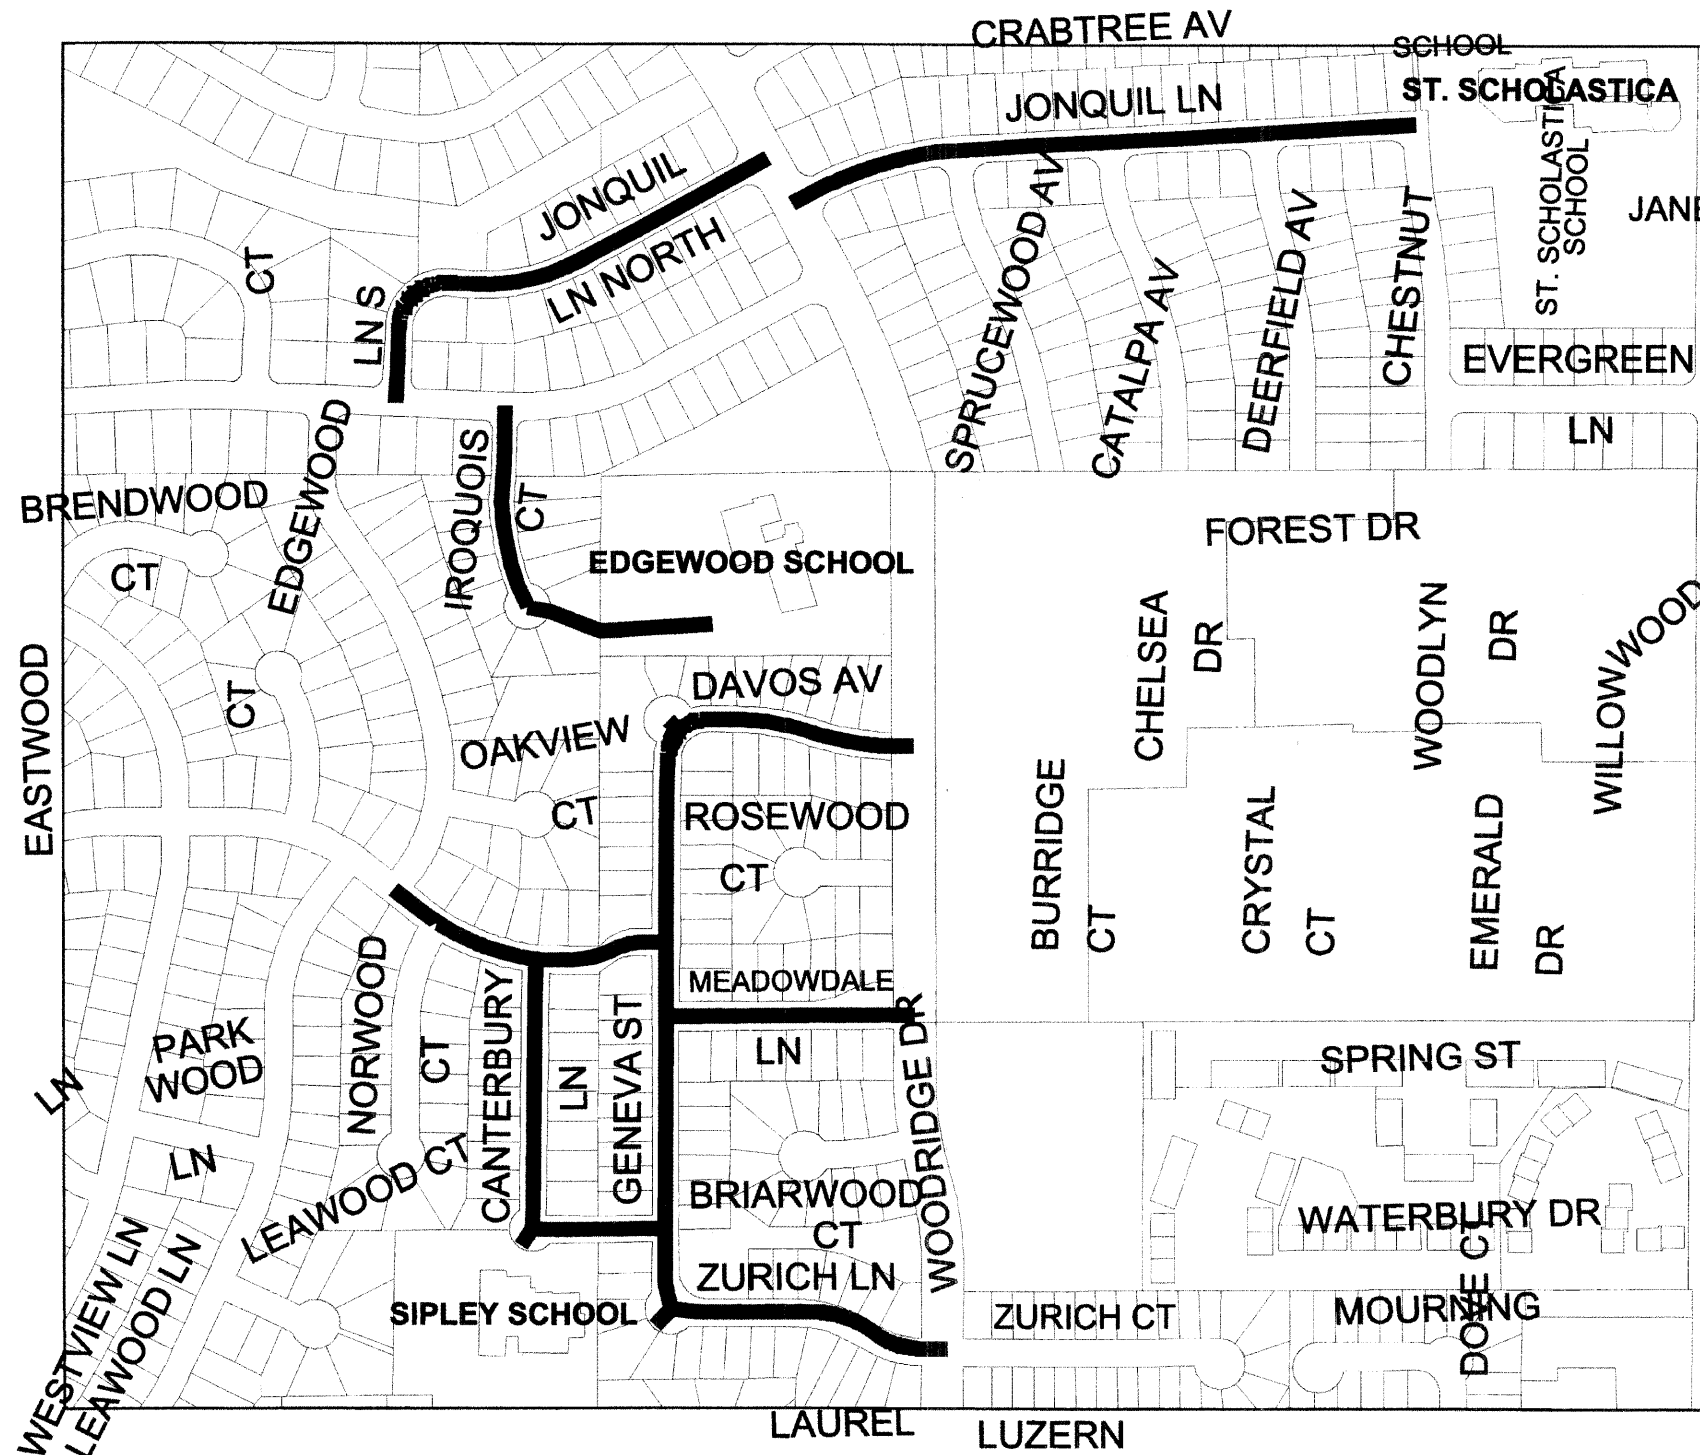 CRABTREE AV
SCHOOL
ST. SCHOLASTICA
JONQUIL LN
ST. SCHOLASTICA
SCHOOL
JONQUIL
LN NORTH
JANE
CT
LN S
SPRUCEWOOD AV
CATALPA AV
DEERFIELD AV
CHESTNUT
EVERGREEN
LN
BRENDWOOD
CT
EDGEWOOD
CT
IROQUOIS
CT
EDGEWOOD SCHOOL
FOREST DR
CHELSEA
DR
WOODLYN
DR
WILLOW WOOD
EASTWOOD
LN
OAKVIEW
CT
DAVOS AV
ROSEWOOD
CT
BURRIDGE
CT
CRYSTAL
CT
EMERALD
DR
MEADOWDALE
LN
PARK
WOOD
LN
NORWOOD
CT
CANTERBURY
LN
GENEVA ST
WOODRIDGE DR
SPRING ST
LEAWOOD CT
BRIARWOOD
CT
WATERBURY DR
ZURICH LN
SIPLEY SCHOOL
ZURICH CT
MOURNING
DOVE CT
WESTVIEW LN
LEAWOOD LN
LAUREL
LUZERN